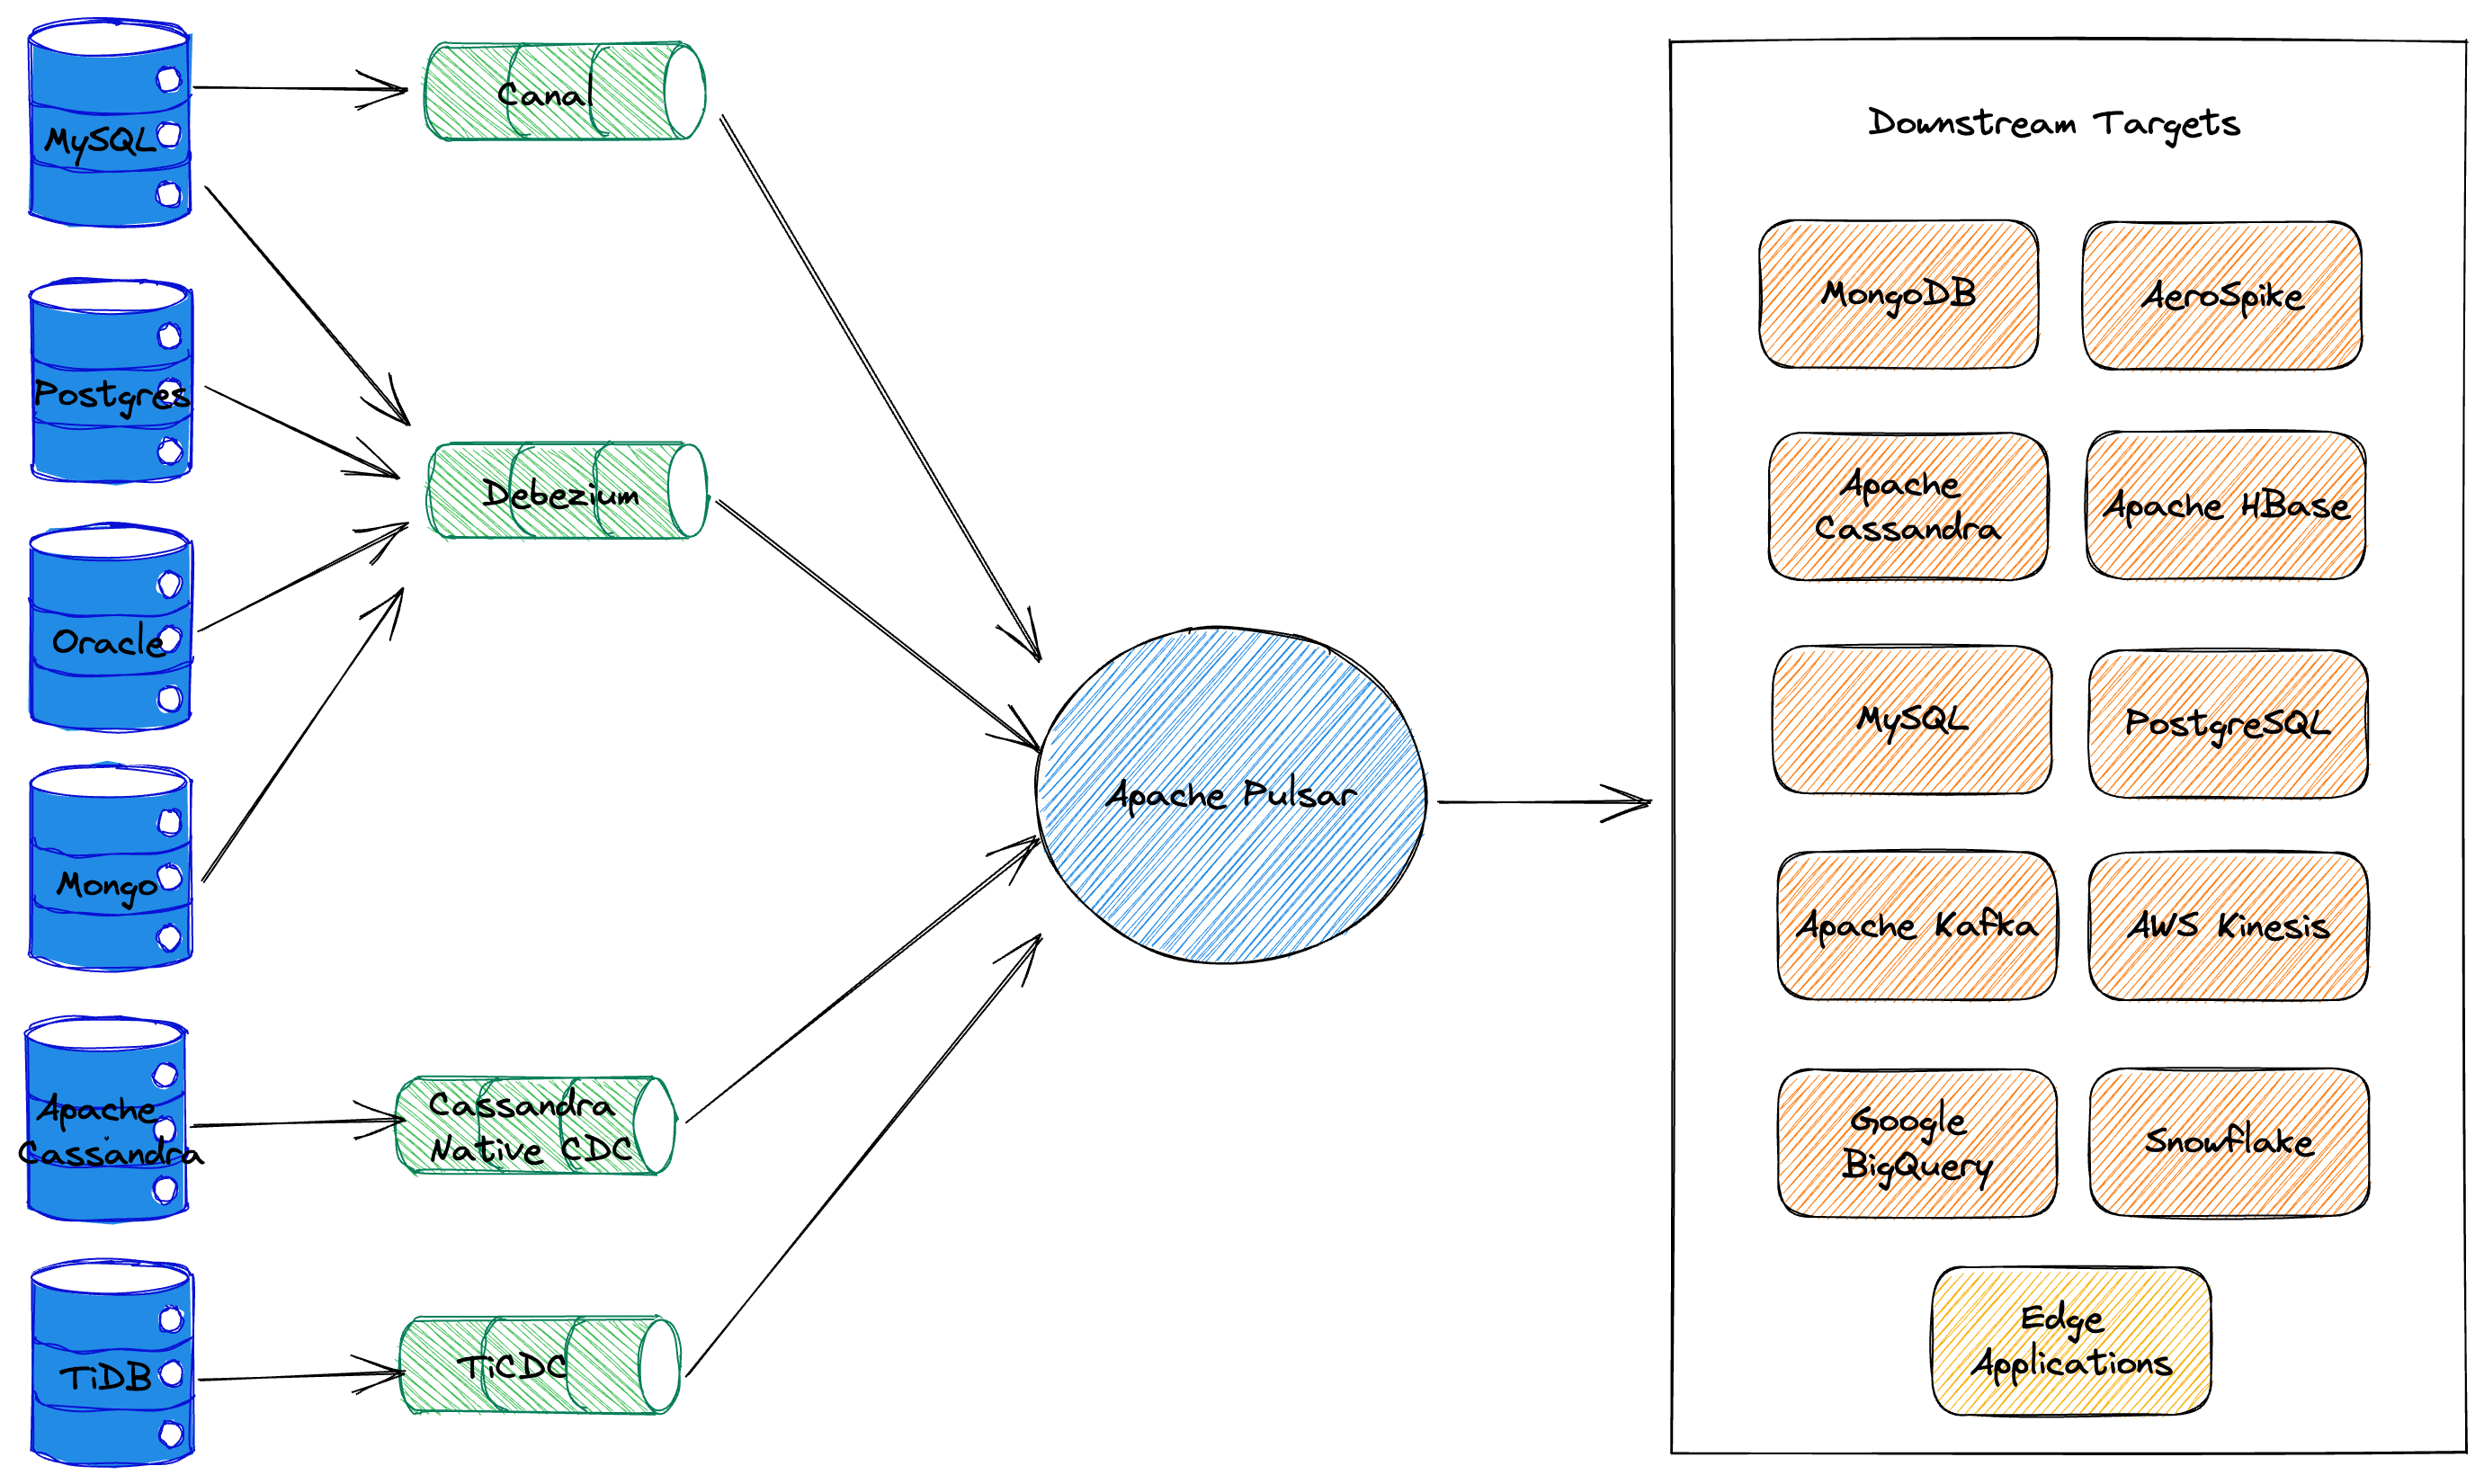 MySQL
Canal
Postgres
Debezium
Oracle
Mongo
Apache
Cassandra
Cassandra
Native CDC
TiDB
TiCDC
Apache Pulsar
Downstream Targets
MongoDB
AeroSpike
Apache
Cassandra
Apache HBase
MySQL
PostgreSQL
Apache Kafka
AWS Kinesis
Google
BigQuery
Snowflake
Edge
Applications